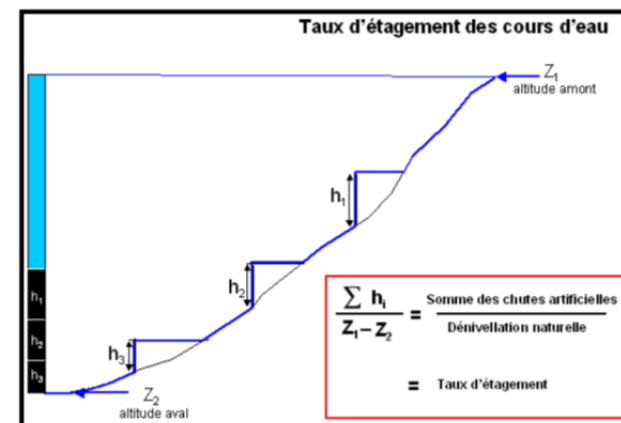 Taux d'étagement des cours d'eau
Z₁
altitude amont
h₁
h₂
h₃
h₁
h₂
h₃
Z₂
altitude aval
∑ hᵢ
Z₁ – Z₂
=
Somme des chutes artificielles
Dénivellation naturelle
= Taux d'étagement